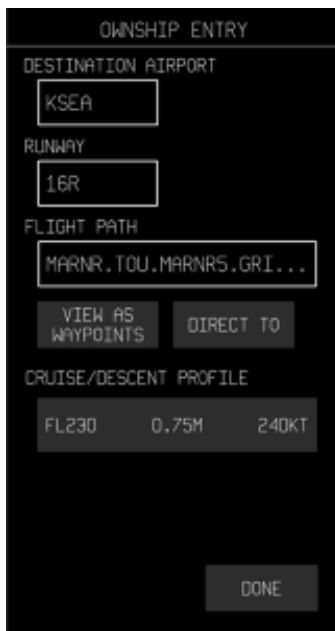 OWNSHIP ENTRY
DESTINATION AIRPORT
KSEA
RUNWAY
16R
FLIGHT PATH
MARNR.TOU.MARNR5.GRI...
VIEW AS
WAYPOINTS
DIRECT TO
CRUISE/DESCENT PROFILE
FL230 0.75M 240KT
DONE